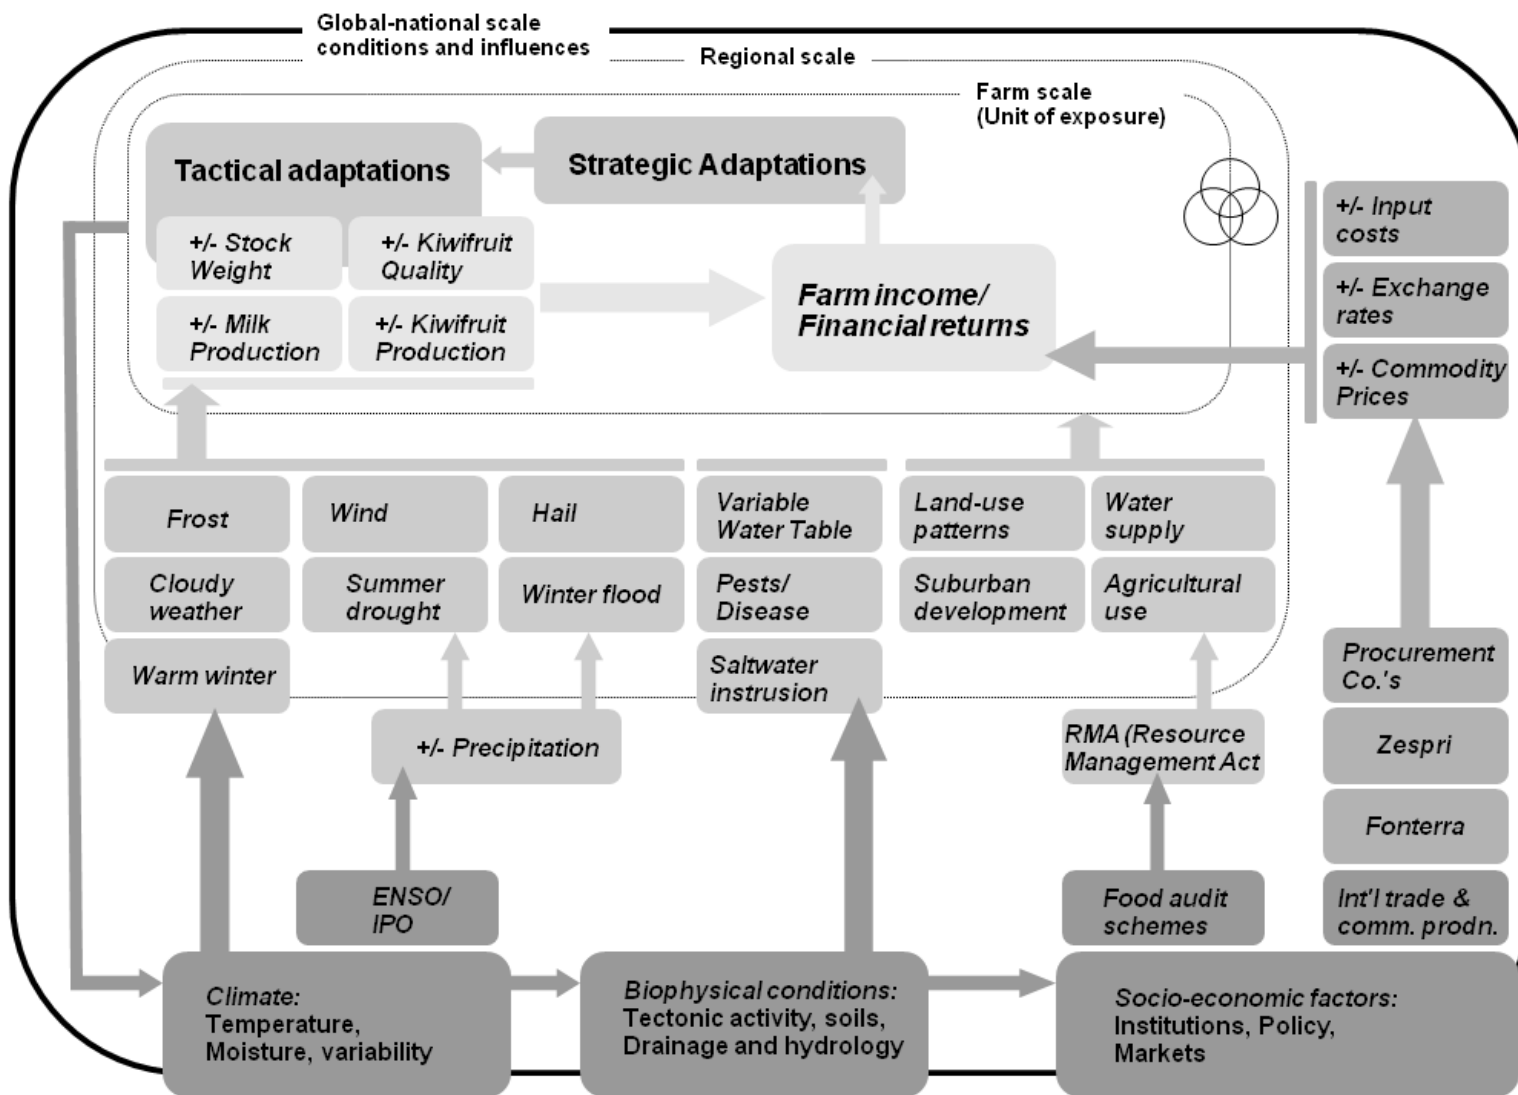 Global-national scale
conditions and influences
Regional scale
Farm scale
(Unit of exposure)
Tactical adaptations
Strategic Adaptations
+/- Stock
Weight
+/- Kiwifruit
Quality
+/- Milk
Production
+/- Kiwifruit
Production
Farm income/
Financial returns
+/- Input
costs
+/- Exchange
rates
+/- Commodity
Prices
Frost
Wind
Hail
Variable
Water Table
Land-use
patterns
Water
supply
Cloudy
weather
Summer
drought
Winter flood
Pests/
Disease
Suburban
development
Agricultural
use
Warm winter
Saltwater
instrusion
+/- Precipitation
RMA (Resource
Management Act
Procurement
Co.'s
Zespri
Fonterra
ENSO/
IPO
Food audit
schemes
Int'l trade &
comm. prodn.
Climate:
Temperature,
Moisture, variability
Biophysical conditions:
Tectonic activity, soils,
Drainage and hydrology
Socio-economic factors:
Institutions, Policy,
Markets